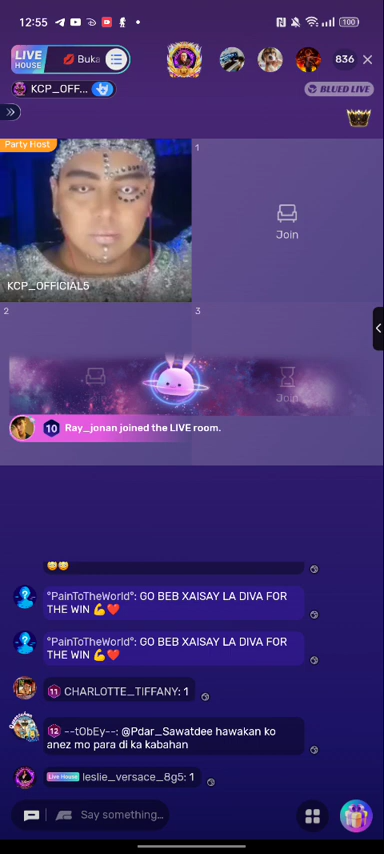 12:55
100
LIVE
HOUSE
💋 Buka
836
KCP_OFF...
BLUED LIVE
Party Host
1
Join
KCP_OFFICIAL5
2
3
Join
10 Ray_jonan joined the LIVE room.
😅😅
°PainToTheWorld°: GO BEB XAISAY LA DIVA FOR
THE WIN 💪❤️
°PainToTheWorld°: GO BEB XAISAY LA DIVA FOR
THE WIN 💪❤️
11 CHARLOTTE_TIFFANY: 1
12 --tObEy--: @Pdar_Sawatdee hawakan ko
anez mo para di ka kabahan
Live House leslie_versace_8g5: 1
Say something...